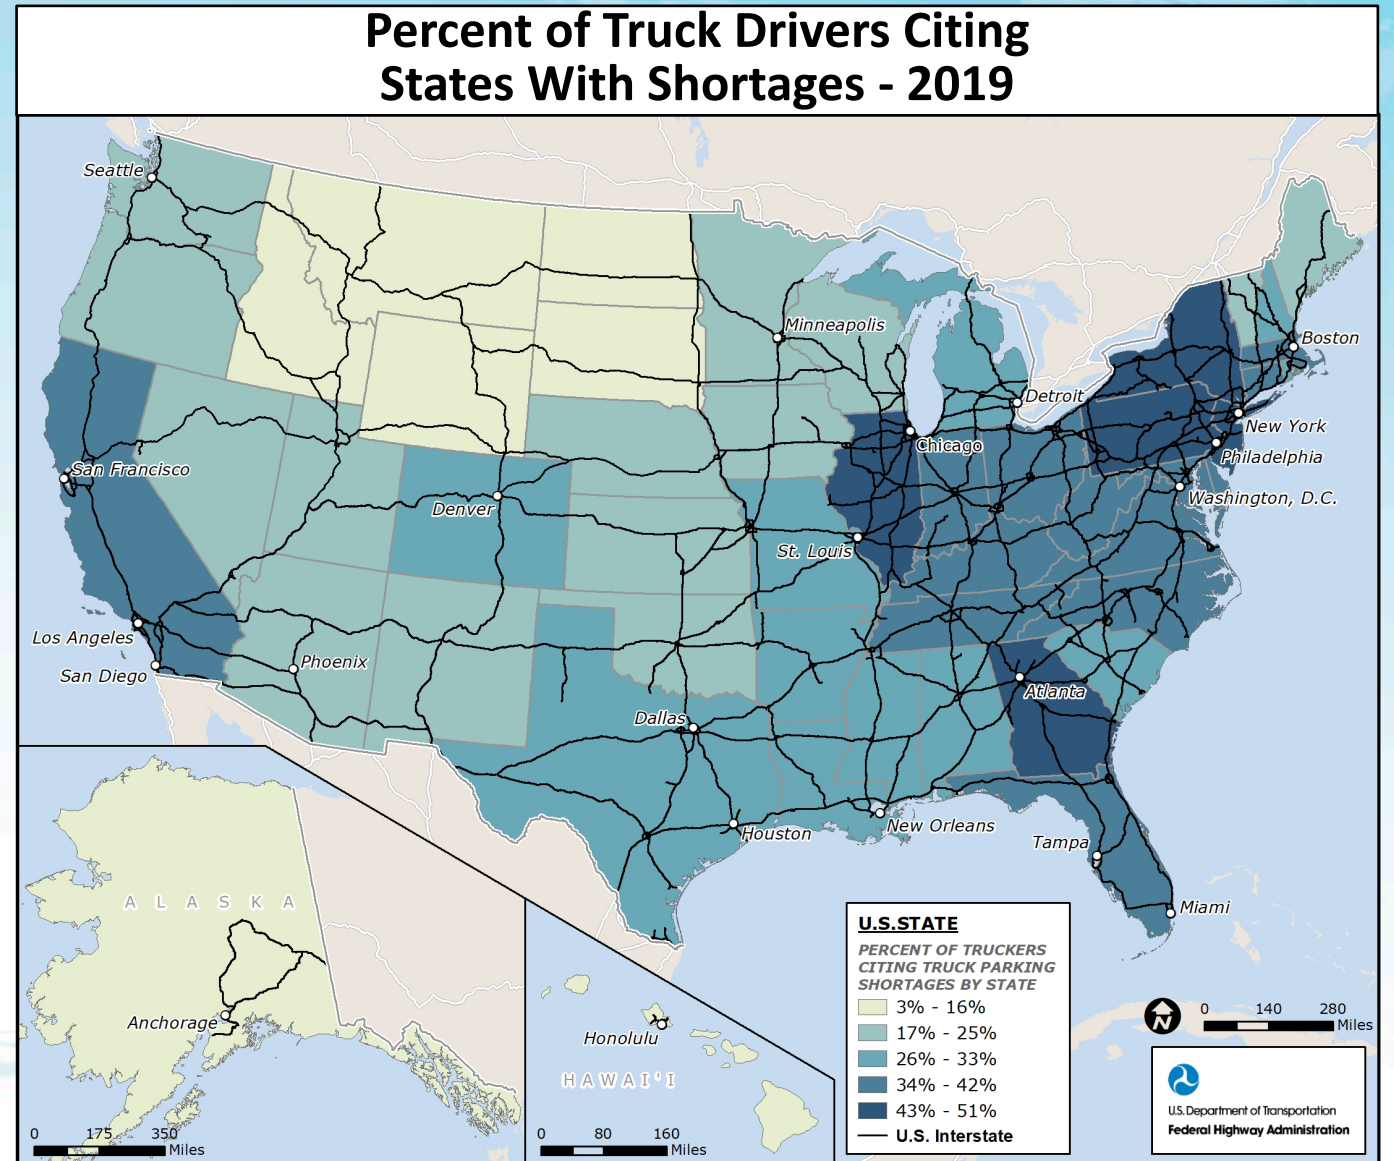 Percent of Truck Drivers Citing
States With Shortages - 2019
Seattle
Minneapolis
Boston
Detroit
New York
Chicago
Philadelphia
San Francisco
Washington, D.C.
Denver
St. Louis
Los Angeles
Phoenix
San Diego
Atlanta
Dallas
Houston
New Orleans
Tampa
Miami
ALASKA
Anchorage
0 175 350
Miles
Honolulu
HAWAI'I
0 80 160
Miles
U.S.STATE
PERCENT OF TRUCKERS
CITING TRUCK PARKING
SHORTAGES BY STATE
3% - 16%
17% - 25%
26% - 33%
34% - 42%
43% - 51%
U.S. Interstate
N
0 140 280
Miles
U.S. Department of Transportation
Federal Highway Administration